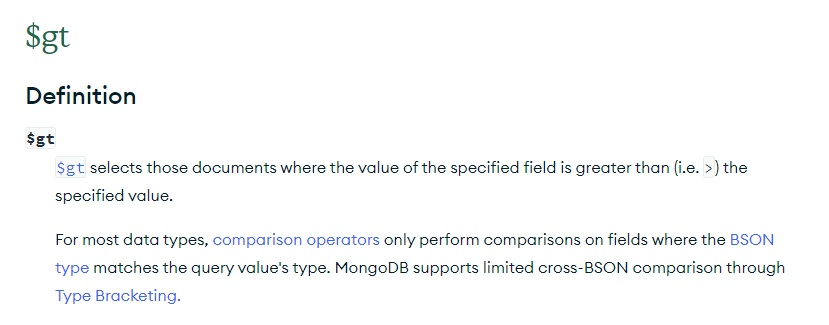 $gt
Definition
$gt
$gt selects those documents where the value of the specified field is greater than (i.e. >) the
specified value.
For most data types, comparison operators only perform comparisons on fields where the BSON
type matches the query value's type. MongoDB supports limited cross-BSON comparison through
Type Bracketing.